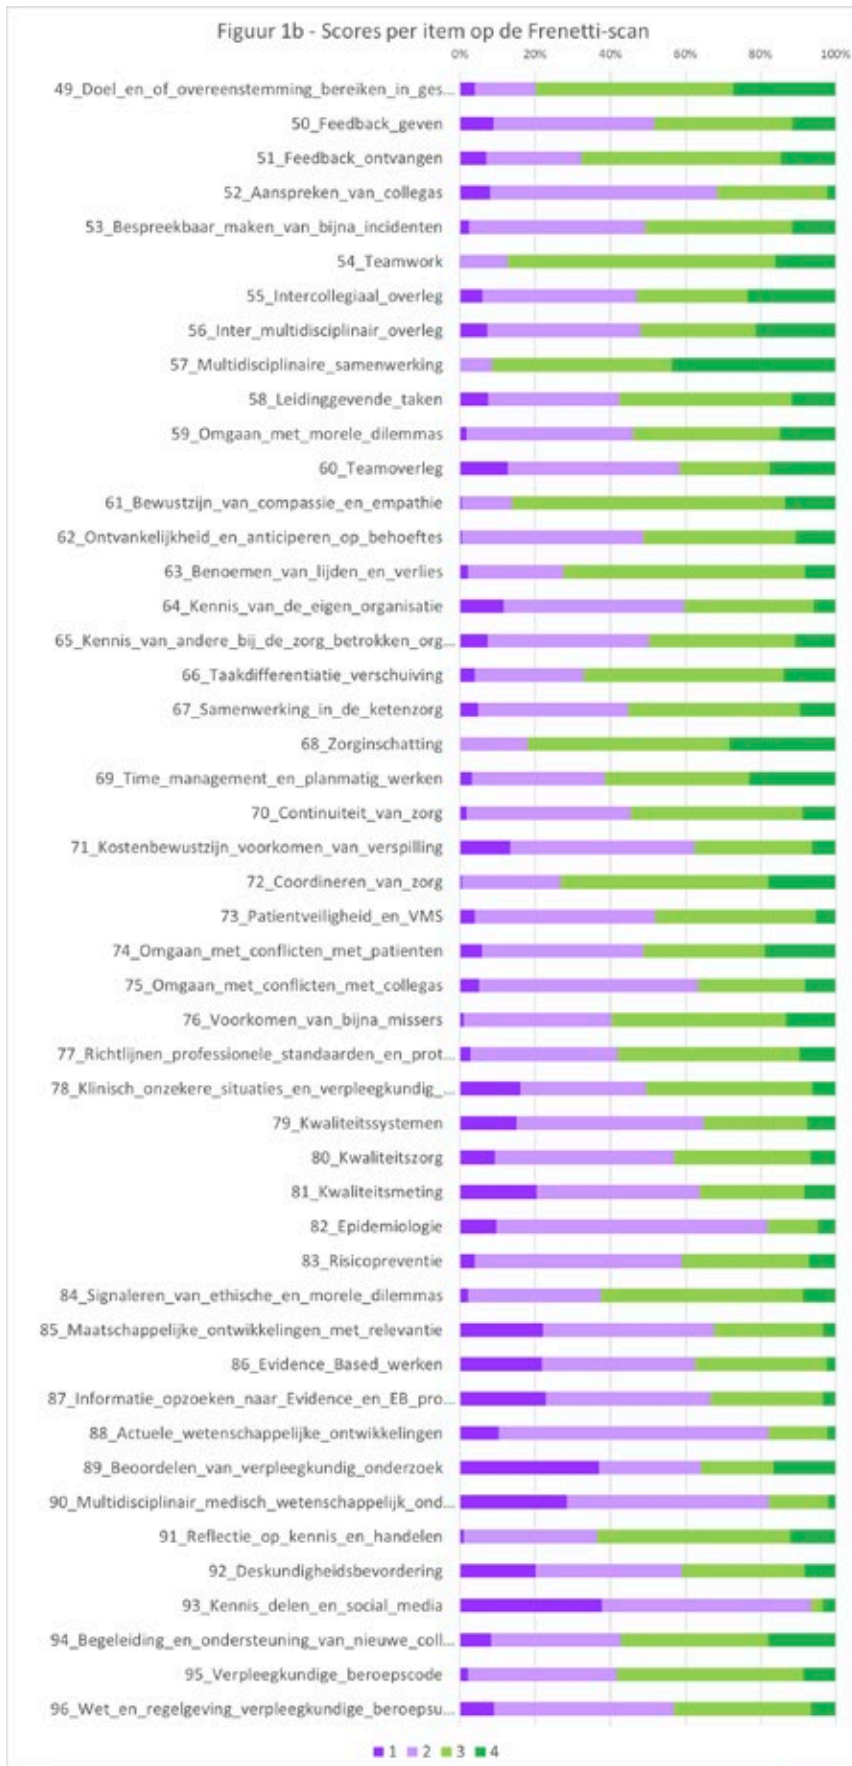 Figuur 1b - Scores per item op de Frenetti-scan
0% 20% 40% 60% 80% 100%
49_Doel_en_of_overeenstemming_bereiken_in_ges...
50_Feedback_geven
51_Feedback_ontvangen
52_Aanspreken_van_collegas
53_Bespreekbaar_maken_van_bijna_incidenten
54_Teamwork
55_Intercollegiaal_overleg
56_Inter_multidisciplinair_overleg
57_Multidisciplinaire_samenwerking
58_Leidinggevende_taken
59_Omgaan_met_morele_dilemmas
60_Teamoverleg
61_Bewustzijn_van_compassie_en_empathie
62_Ontvankelijkheid_en_anticiperen_op_behoeftes
63_Benoemen_van_lijden_en_verlies
64_Kennis_van_de_eigen_organisatie
65_Kennis_van_andere_bij_de_zorg_betrokken_org...
66_Taakdifferentiatie_verschuiving
67_Samenwerking_in_de_ketenzorg
68_Zorginschatting
69_Time_management_en_planmatig_werken
70_Continuiteit_van_zorg
71_Kostenbewustzijn_voorkomen_van_verspilling
72_Coordineren_van_zorg
73_Patientveiligheid_en_VMS
74_Omgaan_met_conflicten_met_patienten
75_Omgaan_met_conflicten_met_collegas
76_Voorkomen_van_bijna_missers
77_Richtlijnen_professionele_standaarden_en_prot...
78_Klinisch_onzekere_situaties_en_verpleegkundig_...
79_Kwaliteitssystemen
80_Kwaliteitszorg
81_Kwaliteitsmeting
82_Epidemiologie
83_Risicopreventie
84_Signaleren_van_ethische_en_morele_dilemmas
85_Maatschappelijke_ontwikkelingen_met_relevantie
86_Evidence_Based_werken
87_Informatie_opzoeken_naar_Evidence_en_EB_pro...
88_Actuele_wetenschappelijke_ontwikkelingen
89_Beoordelen_van_verpleegkundig_onderzoek
90_Multidisciplinair_medisch_wetenschappelijk_ond...
91_Reflectie_op_kennis_en_handelen
92_Deskundigheidsbevordering
93_Kennis_delen_en_social_media
94_Begeleiding_en_ondersteuning_van_nieuwe_coll...
95_Verpleegkundige_beroepscode
96_Wet_en_regelgeving_verpleegkundige_beroepsu...
1 2 3 4